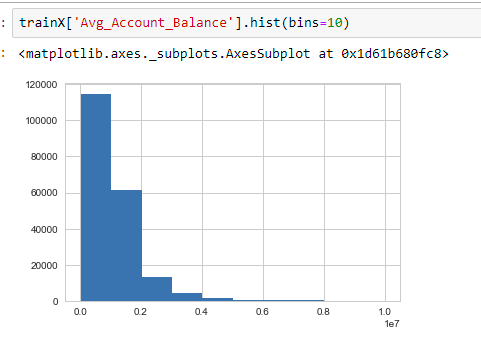 : trainX['Avg_Account_Balance'].hist(bins=10)
: <matplotlib.axes._subplots.AxesSubplot at 0x1d61b680fc8>
120000
100000
80000
60000
40000
20000
0
0.0 0.2 0.4 0.6 0.8 1.0
1e7